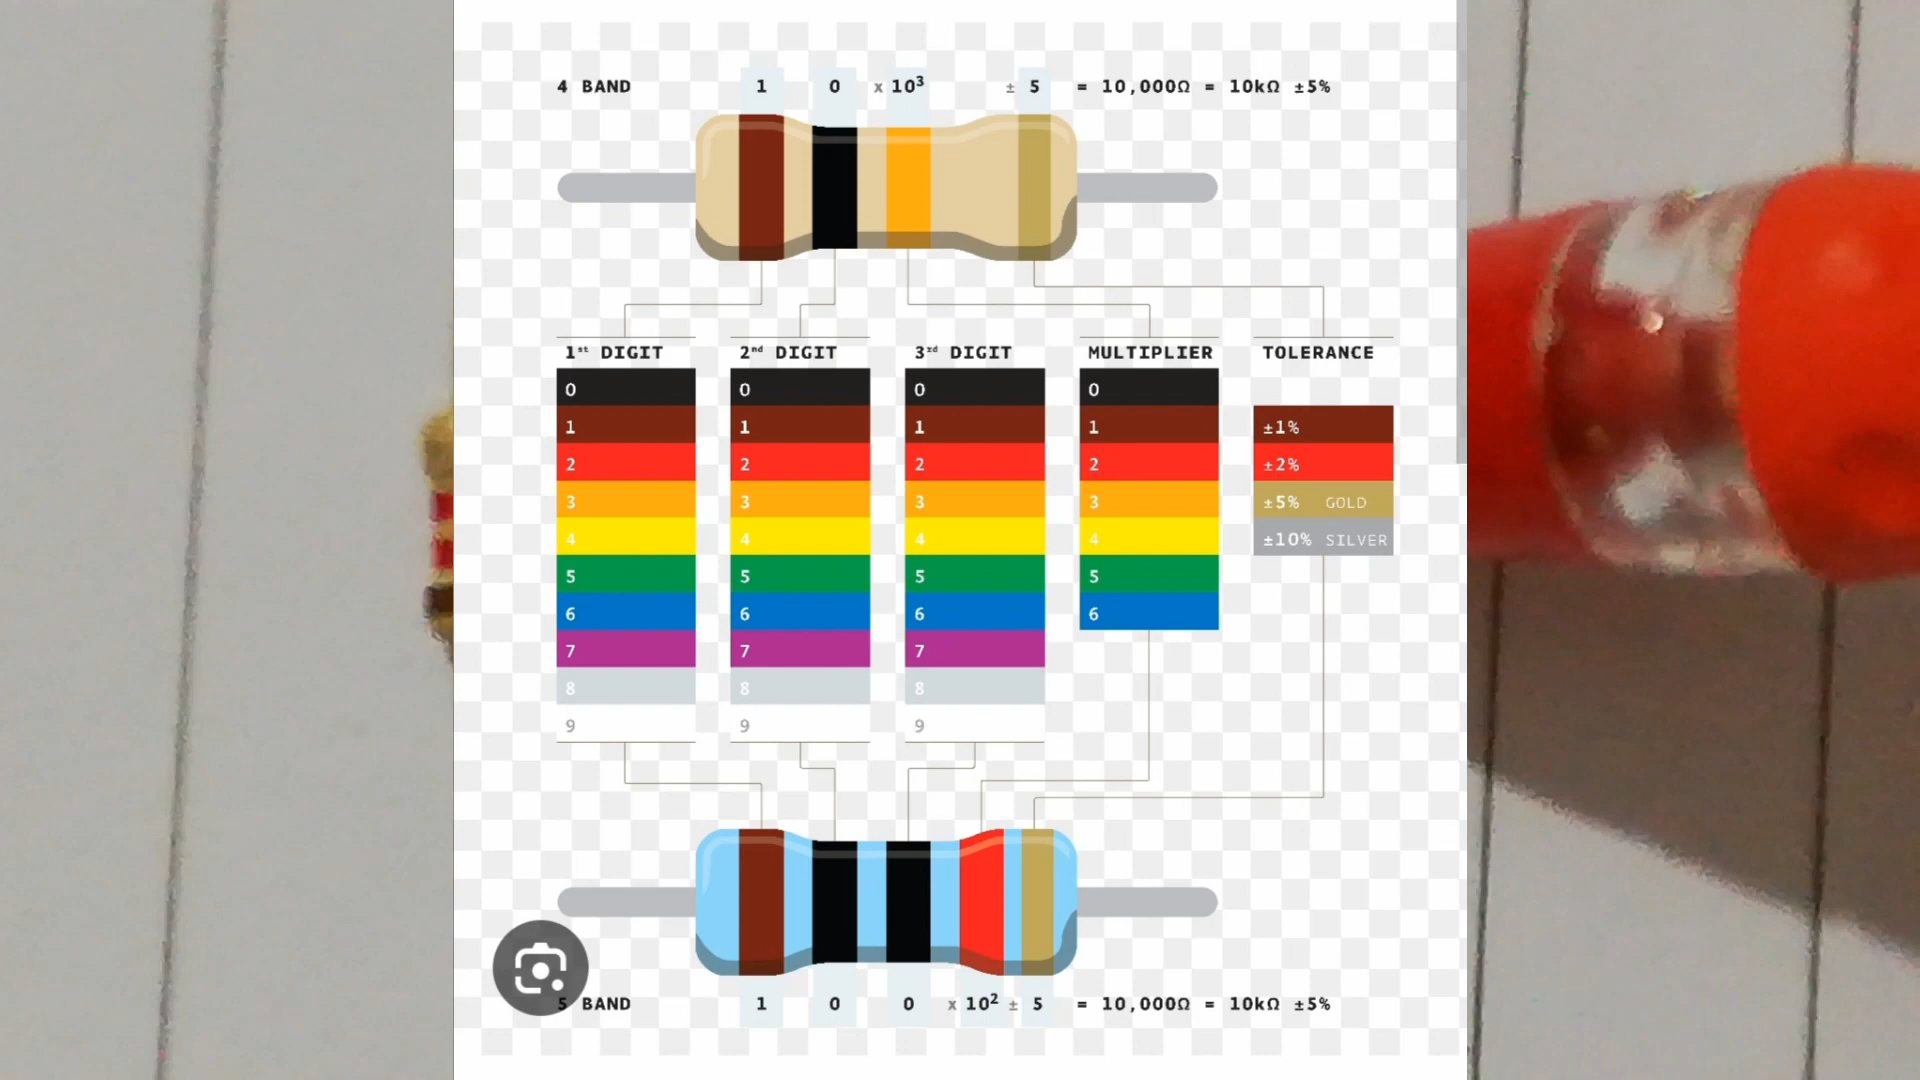 4 BAND 1 0 x 10³ ± 5 = 10,000Ω = 10kΩ ±5%
1st DIGIT 2nd DIGIT 3rd DIGIT MULTIPLIER TOLERANCE
0 0 0 0
1 1 1 1 ±1%
2 2 2 2 ±2%
3 3 3 3 ±5% GOLD
4 4 4 4 ±10% SILVER
5 5 5 5
6 6 6 6
7 7 7
8 8 8
9 9 9
5 BAND 1 0 0 x 10² ± 5 = 10,000Ω = 10kΩ ±5%